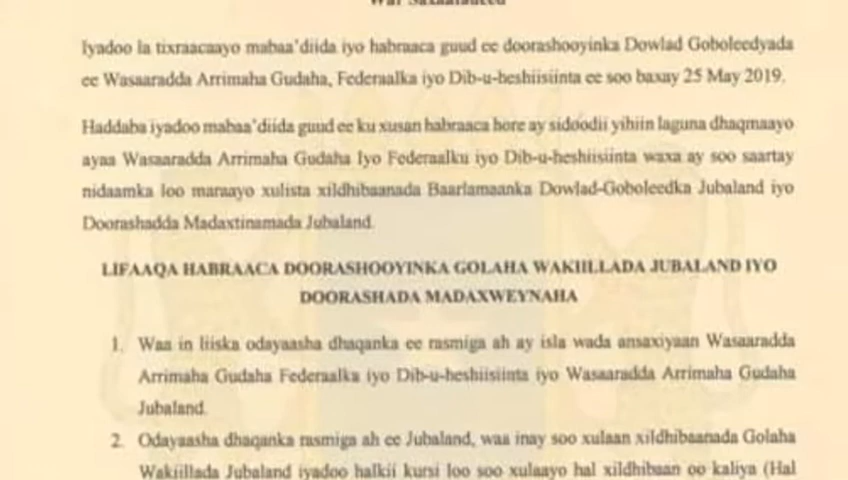 War Saxaafadeed
Iyadoo la tixraacaayo mabaa'diida iyo habraaca guud ee doorashooyinka Dowlad Goboleedyada
ee Wasaaradda Arrimaha Gudaha, Federaalka iyo Dib-u-heshiisiinta ee soo baxay 25 May 2019.
Haddaba iyadoo mabaa'diida guud ee ku xusan habraaca hore ay sidoodii yihiin laguna dhaqmaayo
ayaa Wasaaradda Arrimaha Gudaha Iyo Federaalku iyo Dib-u-heshiisiinta waxa ay soo saartay
nidaamka loo maraayo xulista xildhibaanada Baarlamaanka Dowlad-Goboleedka Jubaland iyo
Doorashadda Madaxtinamada Jubaland.
LIFAAQA HABRAACA DOORASHOOYINKA GOLAHA WAKIILLADA JUBALAND IYO
DOORASHADA MADAXWEYNAHA
1. Waa in liiska odayaasha dhaqanka ee rasmiga ah ay isla wada ansaxiyaan Wasaaradda
Arrimaha Gudaha Federaalka iyo Dib-u-heshiisiinta iyo Wasaaradda Arrimaha Gudaha
Jubaland.
2. Odayaasha dhaqanka rasmiga ah ee Jubaland, waa inay soo xulaan xildhibaanada Golaha
Wakiillada Jubaland iyadoo halkii kursi loo soo xulaayo hal xildhibaan oo kaliya (Hal